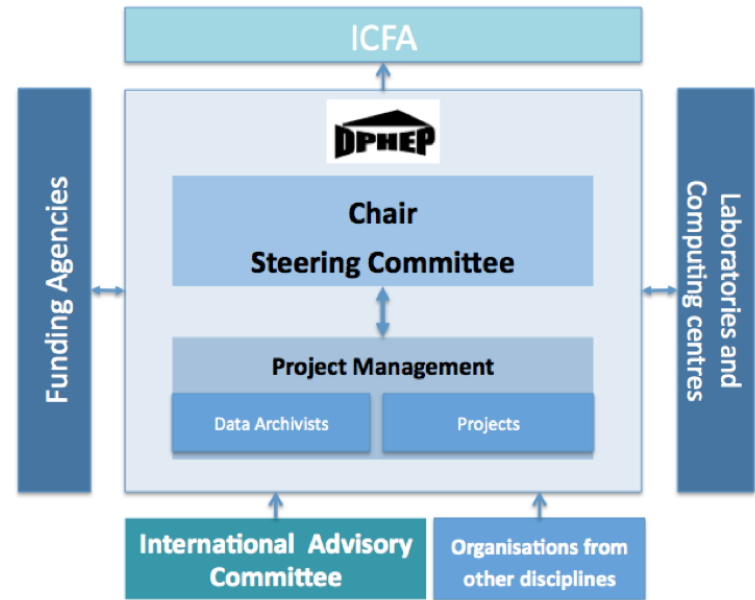 ICFA
DPHEP
Chair
Steering Committee
Project Management
Data Archivists
Projects
Funding Agencies
Laboratories and
Computing centres
International Advisory
Committee
Organisations from
other disciplines